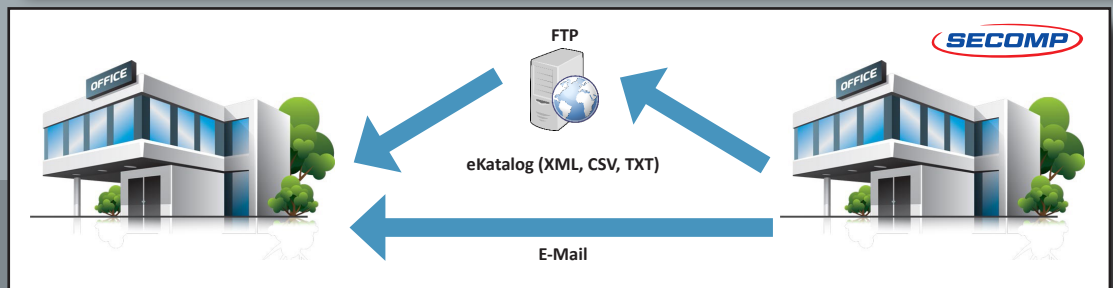 FTP
SECOMP
OFFICE
OFFICE
eKatalog (XML, CSV, TXT)
E-Mail